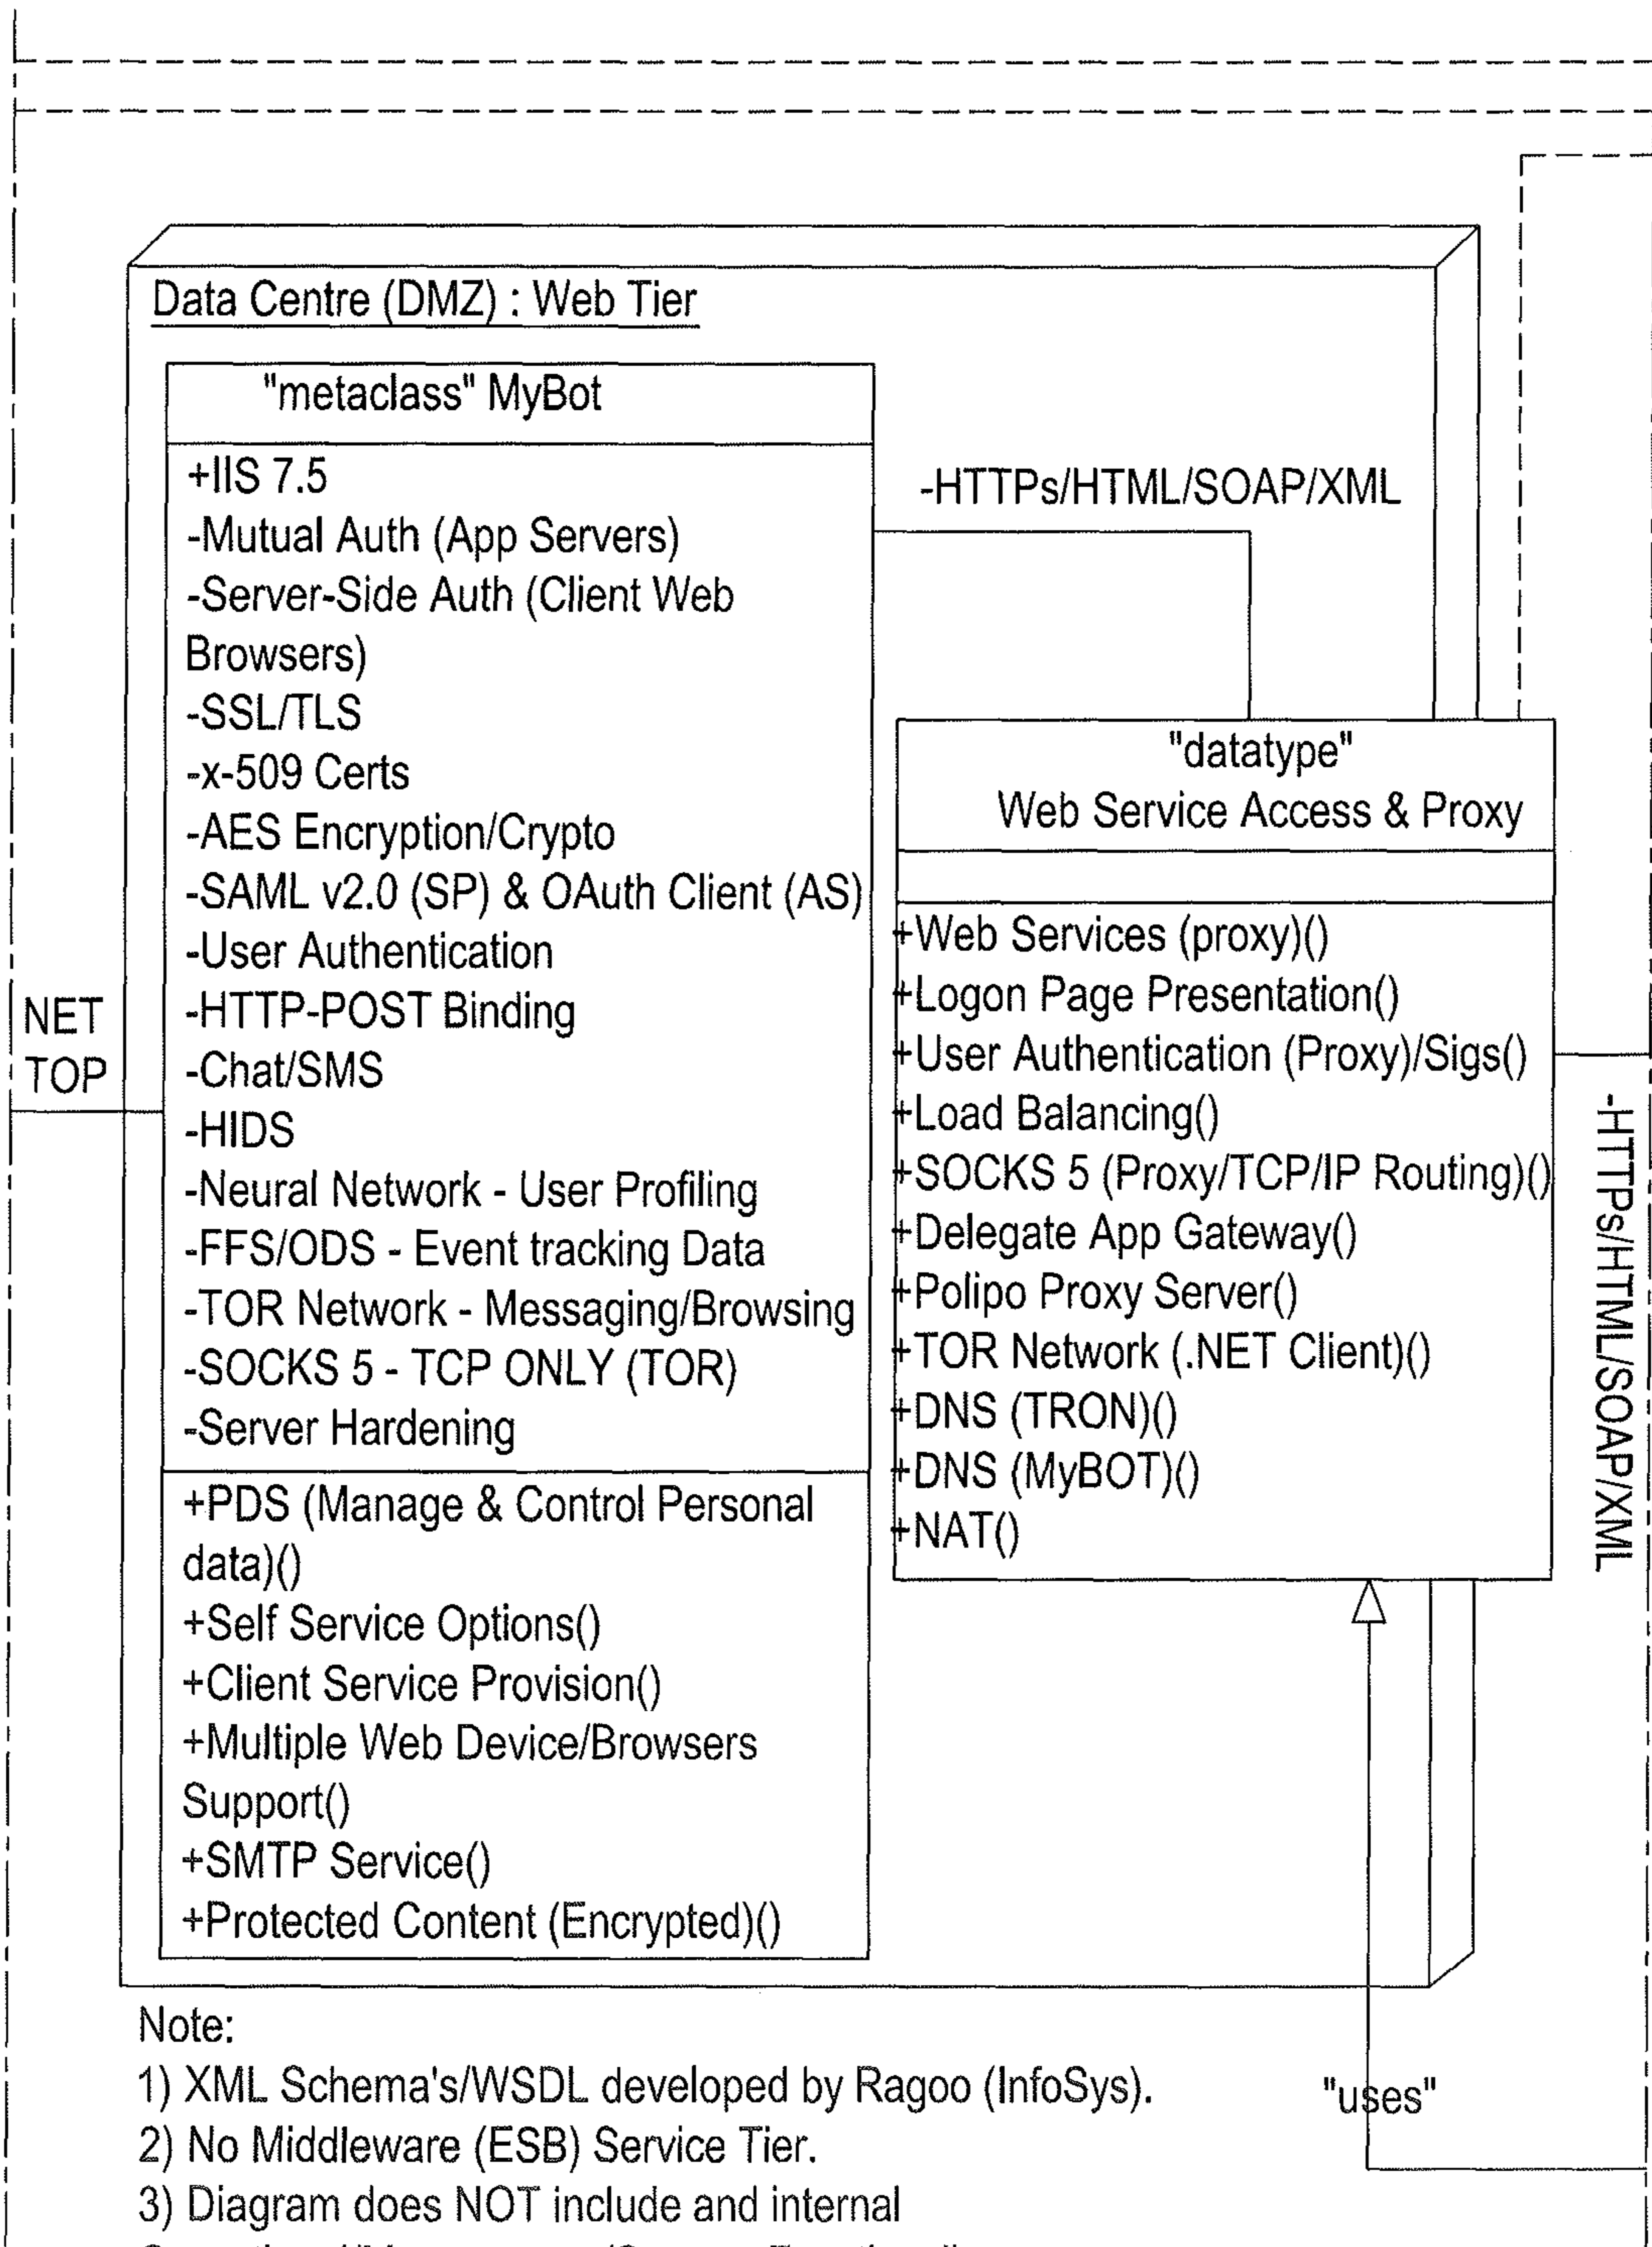 Data Centre (DMZ) : Web Tier
"metaclass" MyBot
+IIS 7.5
-Mutual Auth (App Servers)
-Server-Side Auth (Client Web
Browsers)
-SSL/TLS
-x-509 Certs
-AES Encryption/Crypto
-SAML v2.0 (SP) & OAuth Client (AS)
-User Authentication
-HTTP-POST Binding
-Chat/SMS
-HIDS
-Neural Network - User Profiling
-FFS/ODS - Event tracking Data
-TOR Network - Messaging/Browsing
-SOCKS 5 - TCP ONLY (TOR)
-Server Hardening
+PDS (Manage & Control Personal
data)()
+Self Service Options()
+Client Service Provision()
+Multiple Web Device/Browsers
Support()
+SMTP Service()
+Protected Content (Encrypted)()
NET
TOP
-HTTPs/HTML/SOAP/XML
"datatype"
Web Service Access & Proxy
+Web Services (proxy)()
+Logon Page Presentation()
+User Authentication (Proxy)/Sigs()
+Load Balancing()
+SOCKS 5 (Proxy/TCP/IP Routing)()
+Delegate App Gateway()
+Polipo Proxy Server()
+TOR Network (.NET Client)()
+DNS (TRON)()
+DNS (MyBOT)()
+NAT()
-HTTPs/HTML/SOAP/XML
"uses"
Note:
1) XML Schema's/WSDL developed by Ragoo (InfoSys).
2) No Middleware (ESB) Service Tier.
3) Diagram does NOT include and internal